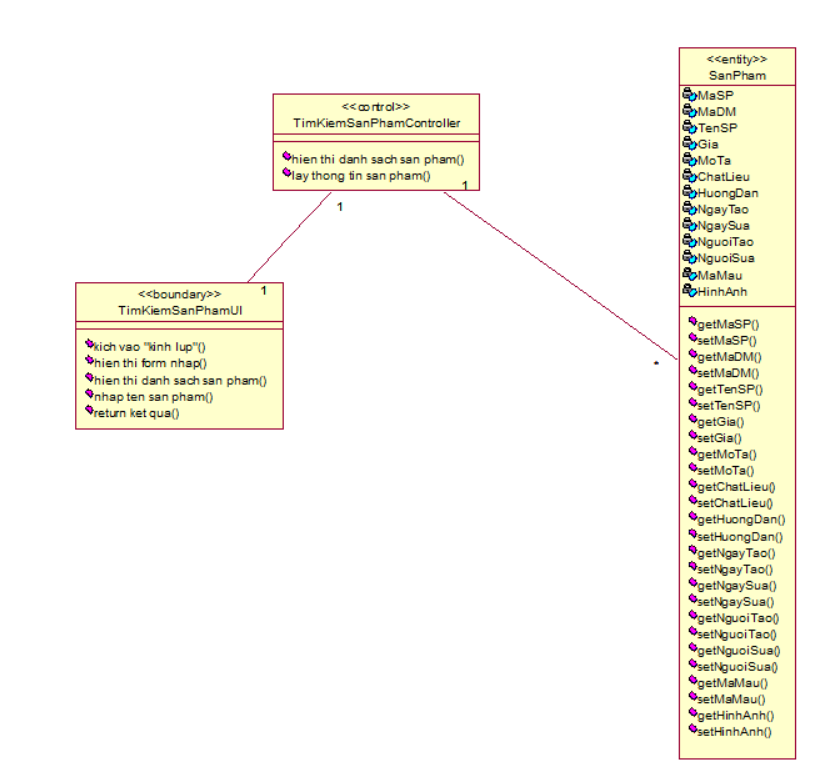 <<control>>
TimKiemSanPhamController
hien thi danh sach san pham()
lay thong tin san pham()
1
1
<<boundary>>
TimKiemSanPhamUI
1
kich vao "kinh lup"()
hien thi form nhap()
hien thi danh sach san pham()
nhap ten san pham()
return ket qua()
*
<<entity>>
SanPham
MaSP
MaDM
TenSP
Gia
MoTa
ChatLieu
HuongDan
NgayTao
NgaySua
NguoiTao
NguoiSua
MaMau
HinhAnh
getMaSP()
setMaSP()
getMaDM()
setMaDM()
getTenSP()
setTenSP()
getGia()
setGia()
getMoTa()
setMoTa()
getChatLieu()
setChatLieu()
getHuongDan()
setHuongDan()
getNgayTao()
setNgayTao()
getNgaySua()
setNgaySua()
getNguoiTao()
setNguoiTao()
getNguoiSua()
setNguoiSua()
getMaMau()
setMaMau()
getHinhAnh()
setHinhAnh()